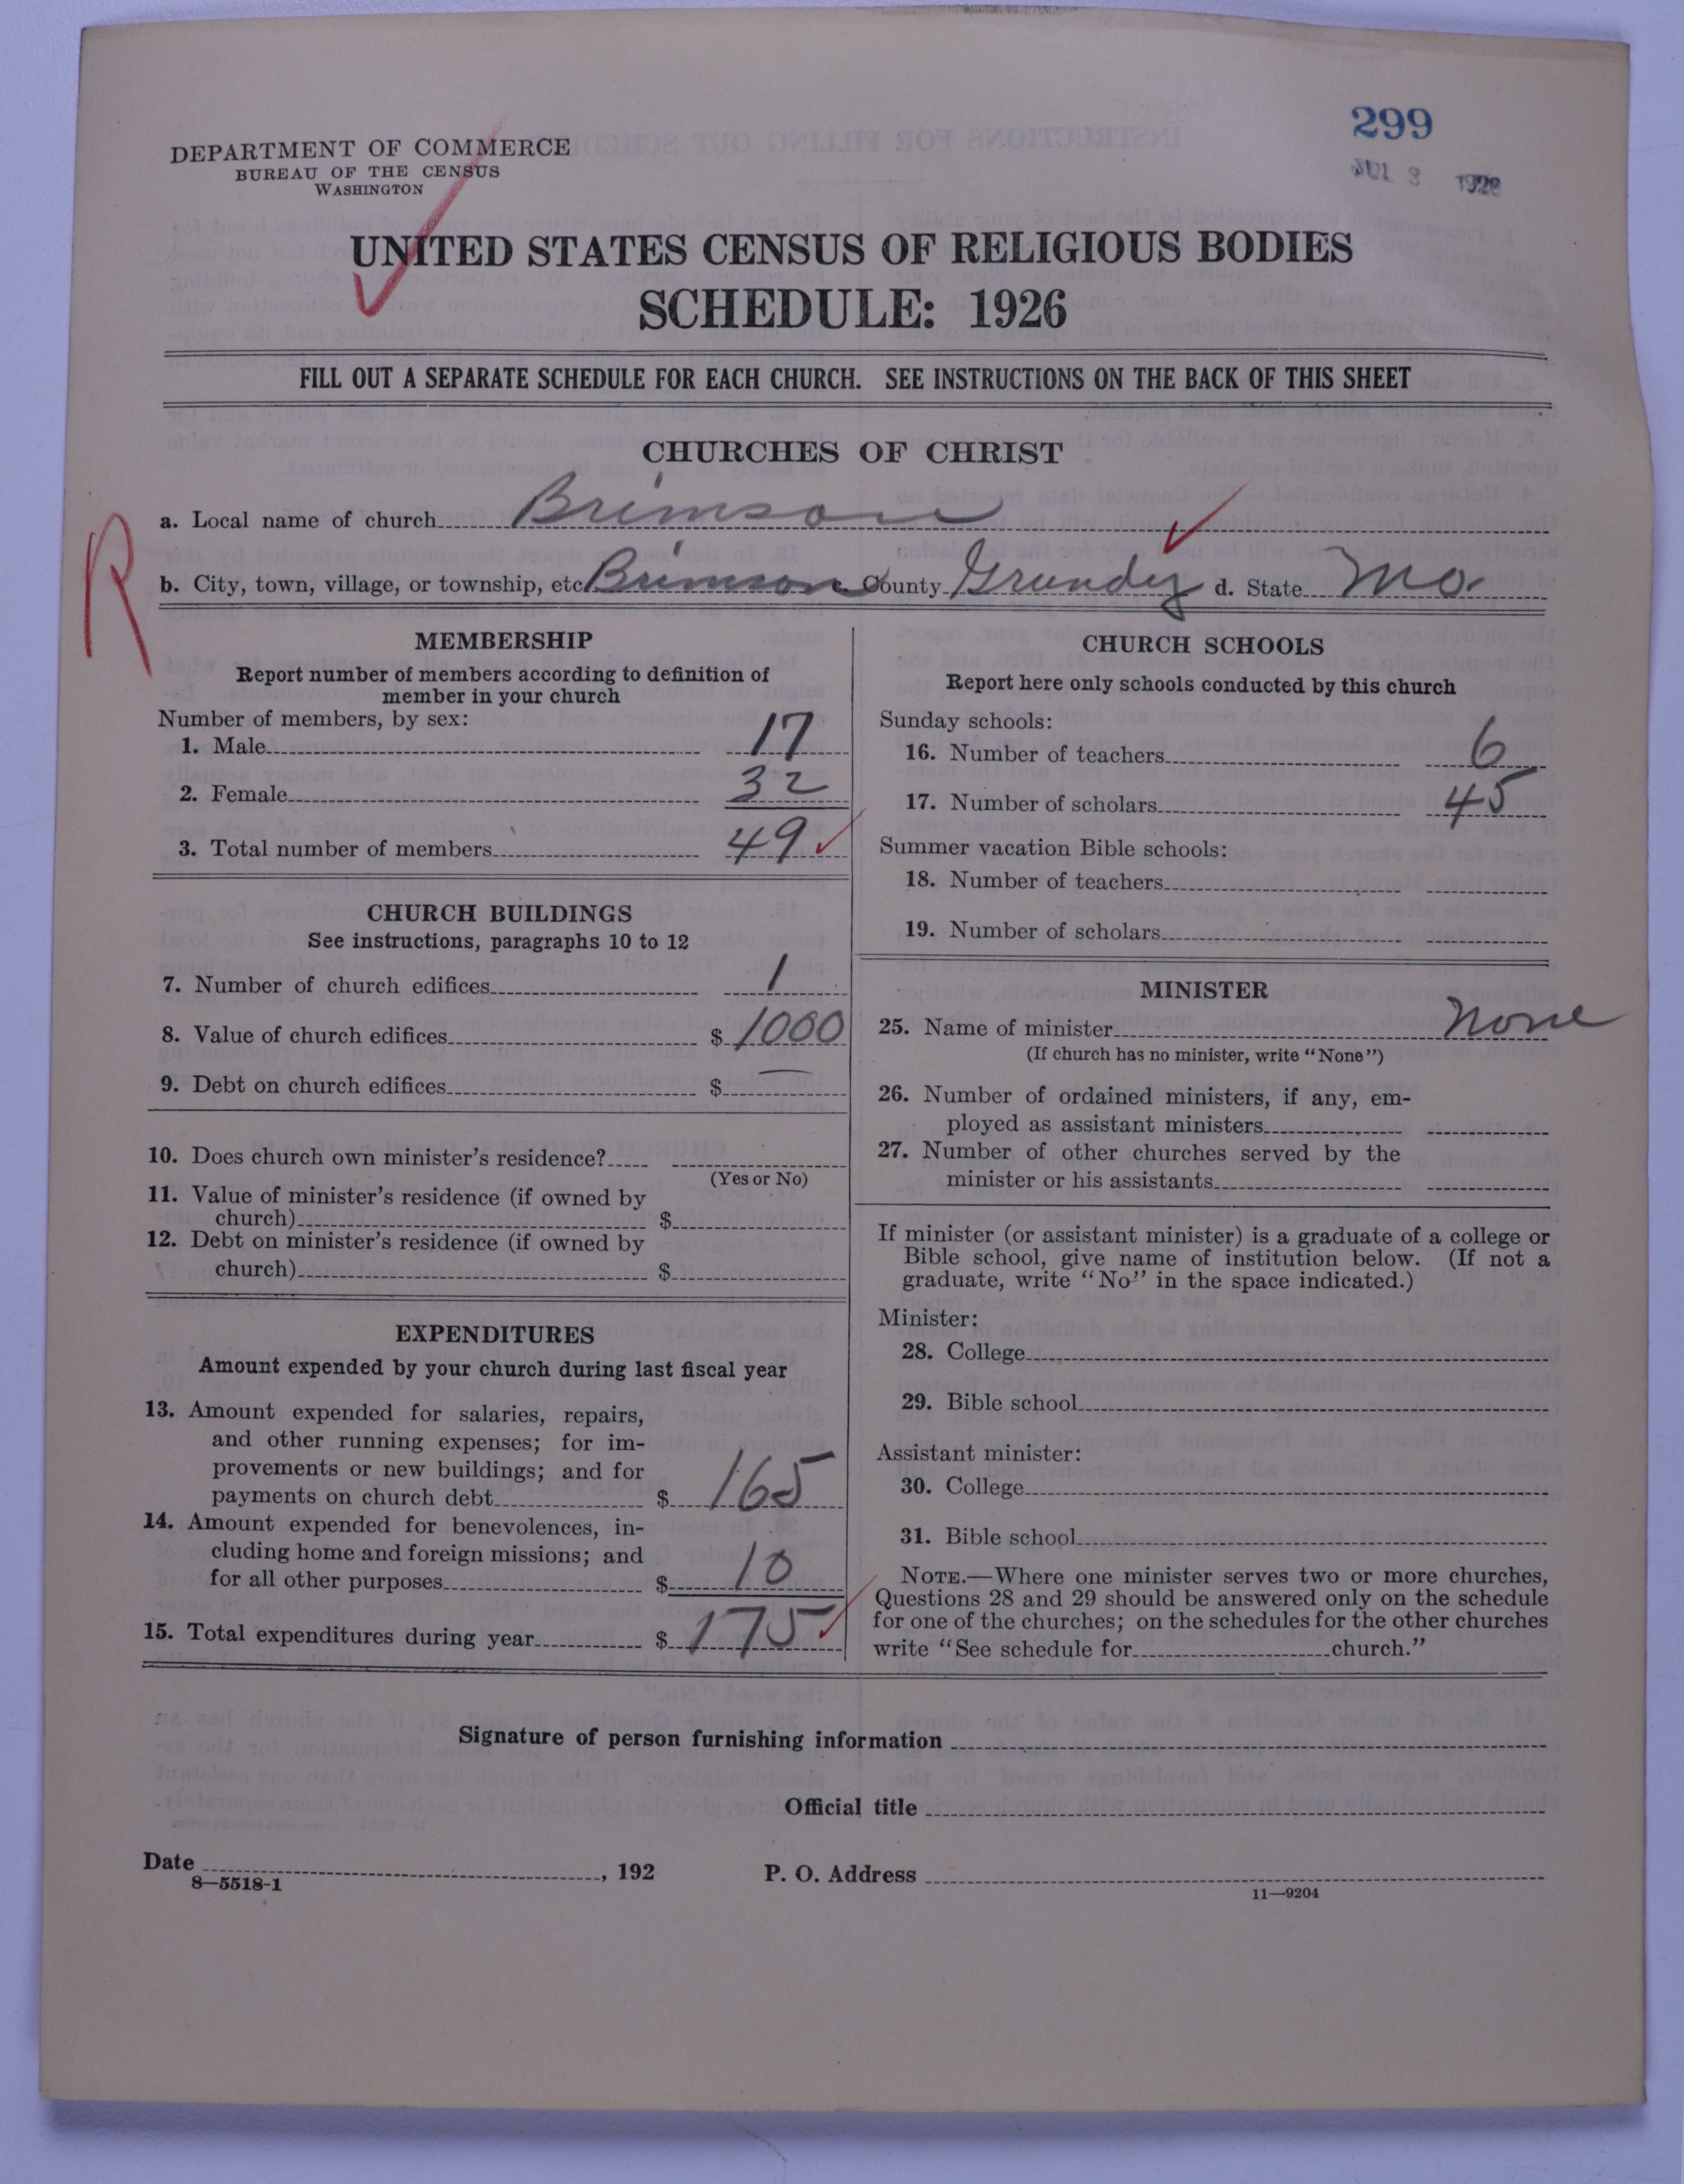 299
JUL 3 1928
DEPARTMENT OF COMMERCE
BUREAU OF THE CENSUS
WASHINGTON
UNITED STATES CENSUS OF RELIGIOUS BODIES
SCHEDULE: 1926
FILL OUT A SEPARATE SCHEDULE FOR EACH CHURCH. SEE INSTRUCTIONS ON THE BACK OF THIS SHEET
CHURCHES OF CHRIST
R
a. Local name of church Brimson
b. City, town, village, or township, etc. Brimson c. County Grundy d. State Mo.
MEMBERSHIP
Report number of members according to definition of
member in your church
Number of members, by sex:
1. Male 17
2. Female 32
3. Total number of members 49
CHURCH BUILDINGS
See instructions, paragraphs 10 to 12
7. Number of church edifices 1
8. Value of church edifices $ 1000
9. Debt on church edifices $ —
10. Does church own minister's residence?
(Yes or No)
11. Value of minister's residence (if owned by
church) $
12. Debt on minister's residence (if owned by
church) $
EXPENDITURES
Amount expended by your church during last fiscal year
13. Amount expended for salaries, repairs,
and other running expenses; for im-
provements or new buildings; and for
payments on church debt $ 165
14. Amount expended for benevolences, in-
cluding home and foreign missions; and
for all other purposes $ 10
15. Total expenditures during year $ 175
CHURCH SCHOOLS
Report here only schools conducted by this church
Sunday schools:
16. Number of teachers 6
17. Number of scholars 45
Summer vacation Bible schools:
18. Number of teachers
19. Number of scholars
MINISTER
25. Name of minister None
(If church has no minister, write "None")
26. Number of ordained ministers, if any, em-
ployed as assistant ministers
27. Number of other churches served by the
minister or his assistants
If minister (or assistant minister) is a graduate of a college or
Bible school, give name of institution below. (If not a
graduate, write "No" in the space indicated.)
Minister:
28. College
29. Bible school
Assistant minister:
30. College
31. Bible school
NOTE.—Where one minister serves two or more churches,
Questions 28 and 29 should be answered only on the schedule
for one of the churches; on the schedules for the other churches
write "See schedule for church."
Signature of person furnishing information
Official title
Date , 192
P. O. Address
8—5518-1
11—9204